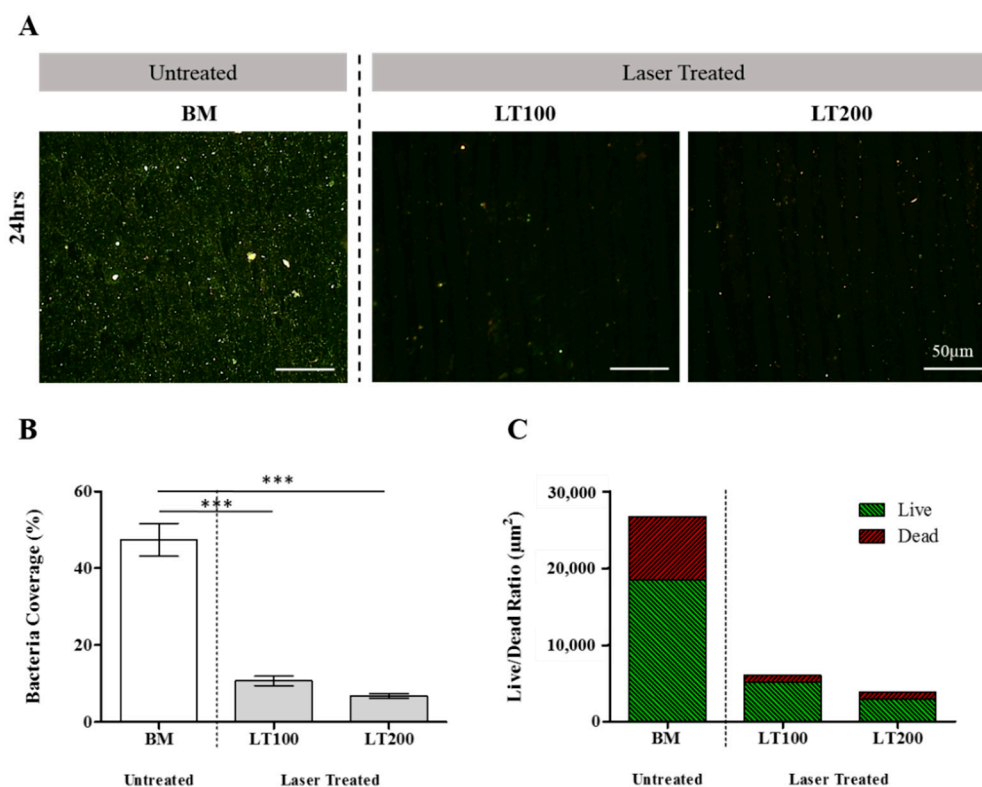 A
Untreated
Laser Treated
BM
LT100
LT200
24hrs
50μm
B
C
Bacteria Coverage (%)
60
40
20
0
***
***
BM
LT100
LT200
Untreated
Laser Treated
Live/Dead Ratio (μm²)
30,000
20,000
10,000
0
Live
Dead
BM
LT100
LT200
Untreated
Laser Treated